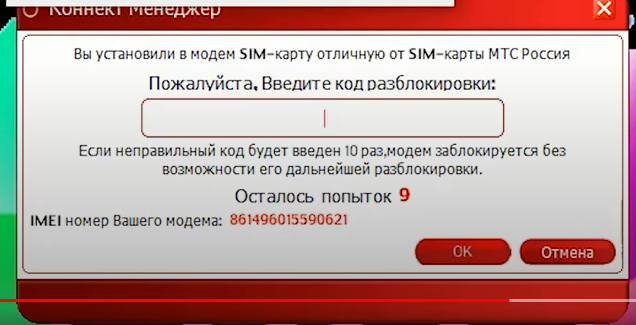 Коннект Менеджер
Вы установили в модем SIM-карту отличную от SIM-карты МТС Россия
Пожалуйста, Введите код разблокировки:
Если неправильный код будет введен 10 раз,модем заблокируется без
возможности его дальнейшей разблокировки.
Осталось попыток 9
IMEI номер Вашего модема: 861496015590621
OK Отмена